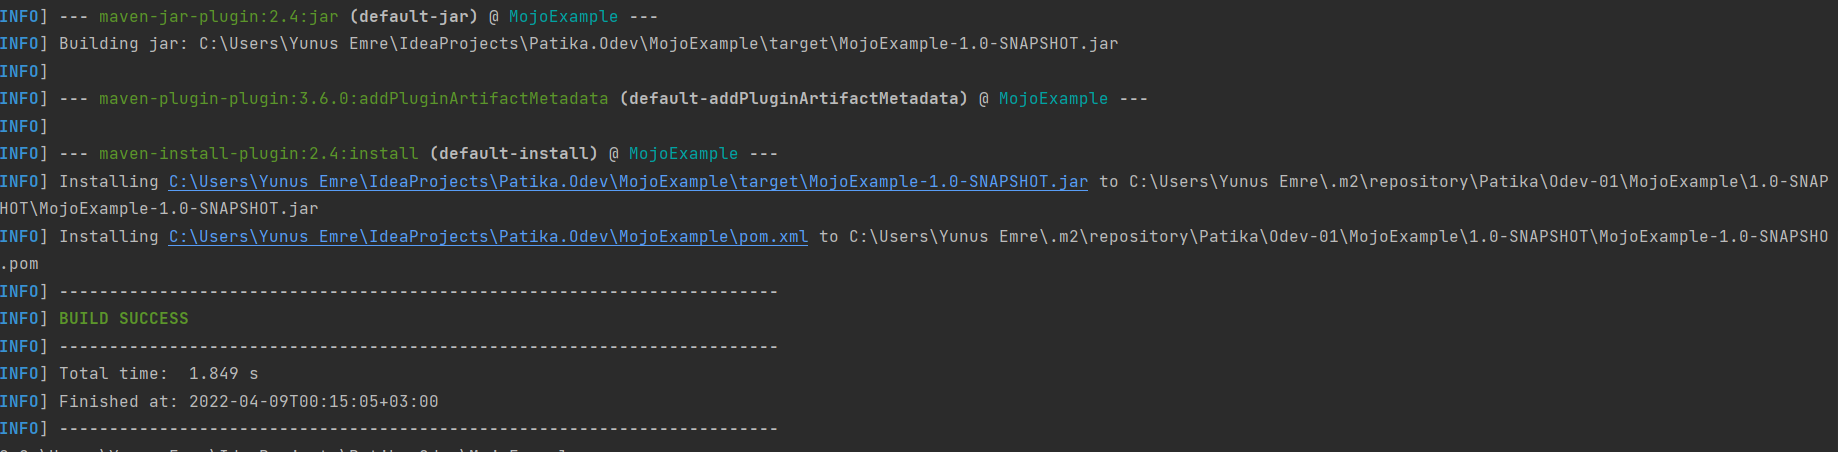 INFO] --- maven-jar-plugin:2.4:jar (default-jar) @ MojoExample ---
INFO] Building jar: C:\Users\Yunus Emre\IdeaProjects\Patika.Odev\MojoExample\target\MojoExample-1.0-SNAPSHOT.jar
INFO]
INFO] --- maven-plugin-plugin:3.6.0:addPluginArtifactMetadata (default-addPluginArtifactMetadata) @ MojoExample ---
INFO]
INFO] --- maven-install-plugin:2.4:install (default-install) @ MojoExample ---
INFO] Installing C:\Users\Yunus Emre\IdeaProjects\Patika.Odev\MojoExample\target\MojoExample-1.0-SNAPSHOT.jar to C:\Users\Yunus Emre\.m2\repository\Patika\Odev-01\MojoExample\1.0-SNAP
HOT\MojoExample-1.0-SNAPSHOT.jar
INFO] Installing C:\Users\Yunus Emre\IdeaProjects\Patika.Odev\MojoExample\pom.xml to C:\Users\Yunus Emre\.m2\repository\Patika\Odev-01\MojoExample\1.0-SNAPSHOT\MojoExample-1.0-SNAPSHO
.pom
INFO] ------------------------------------------------------------------------
INFO] BUILD SUCCESS
INFO] ------------------------------------------------------------------------
INFO] Total time:  1.849 s
INFO] Finished at: 2022-04-09T00:15:05+03:00
INFO] ------------------------------------------------------------------------